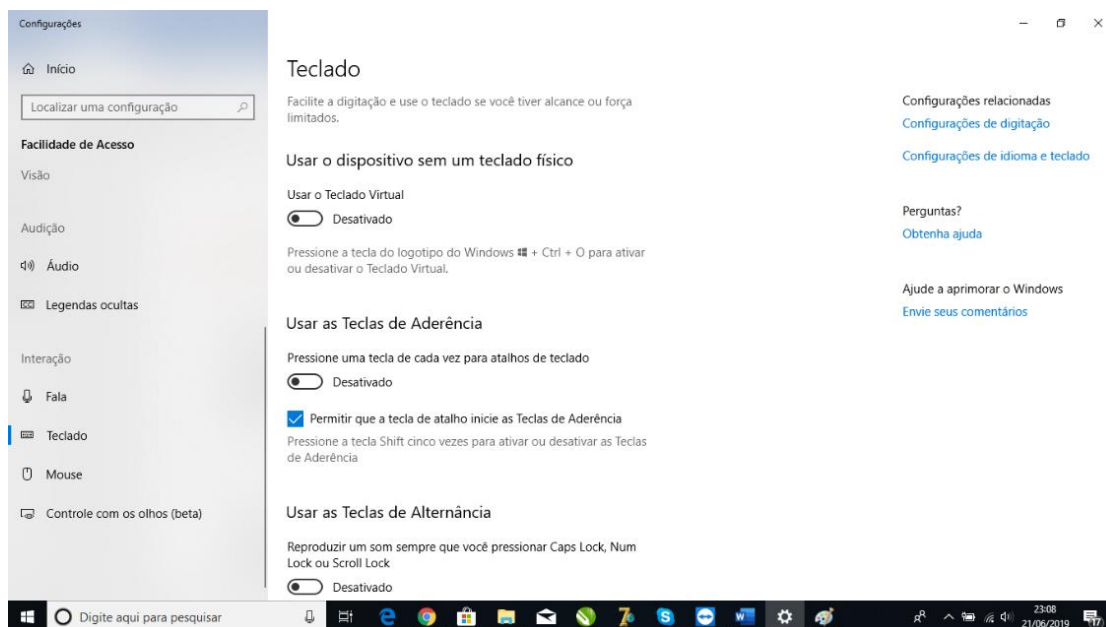 Configurações
Início
Localizar uma configuração
Facilidade de Acesso
Visão
Audição
Áudio
Legendas ocultas
Interação
Fala
Teclado
Mouse
Controle com os olhos (beta)
Teclado
Facilite a digitação e use o teclado se você tiver alcance ou força
limitados.
Usar o dispositivo sem um teclado físico
Usar o Teclado Virtual
Desativado
Pressione a tecla do logotipo do Windows + Ctrl + O para ativar
ou desativar o Teclado Virtual.
Usar as Teclas de Aderência
Pressione uma tecla de cada vez para atalhos de teclado
Desativado
Permitir que a tecla de atalho inicie as Teclas de Aderência
Pressione a tecla Shift cinco vezes para ativar ou desativar as Teclas
de Aderência
Usar as Teclas de Alternância
Reproduzir um som sempre que você pressionar Caps Lock, Num
Lock ou Scroll Lock
Desativado
Configurações relacionadas
Configurações de digitação
Configurações de idioma e teclado
Perguntas?
Obtenha ajuda
Ajude a aprimorar o Windows
Envie seus comentários
Digite aqui para pesquisar
23:08
21/06/2019
17